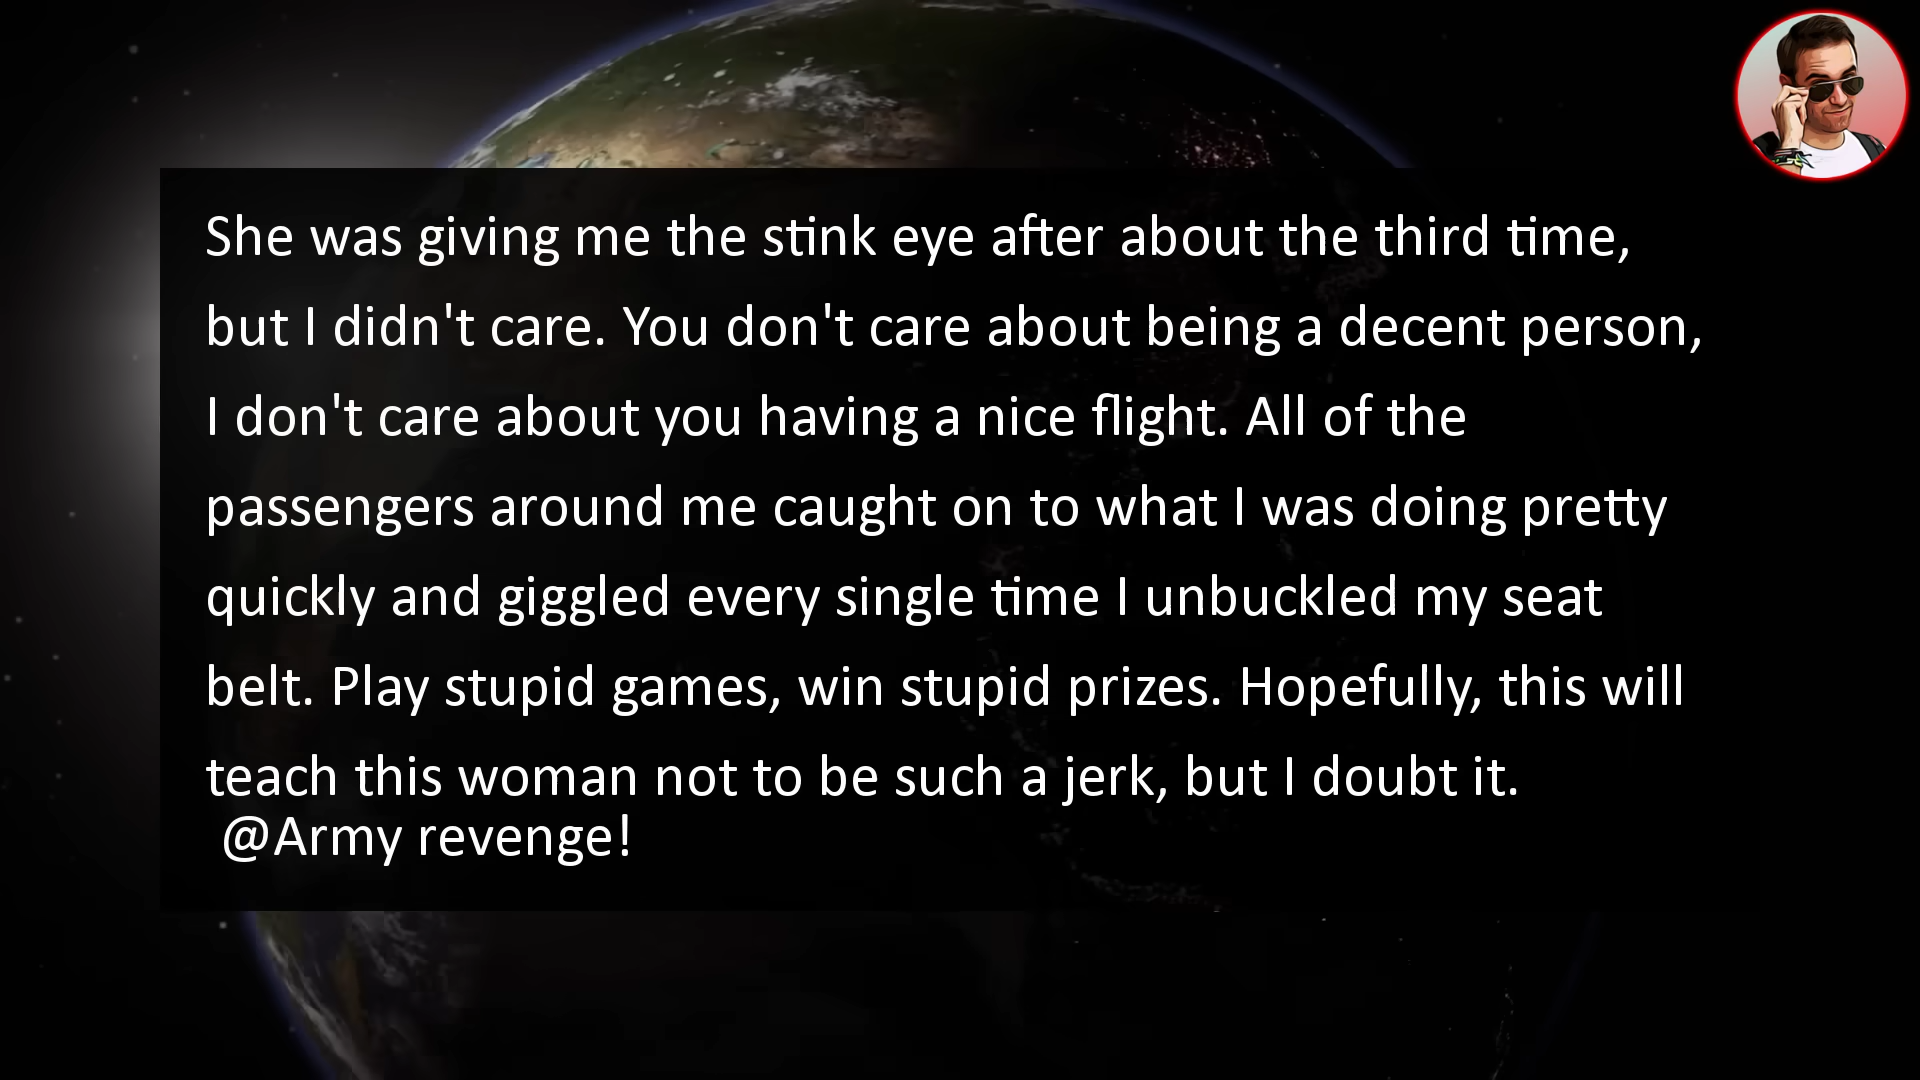 She was giving me the stink eye after about the third time,
but I didn't care. You don't care about being a decent person,
I don't care about you having a nice flight. All of the
passengers around me caught on to what I was doing pretty
quickly and giggled every single time I unbuckled my seat
belt. Play stupid games, win stupid prizes. Hopefully, this will
teach this woman not to be such a jerk, but I doubt it.
@Army revenge!